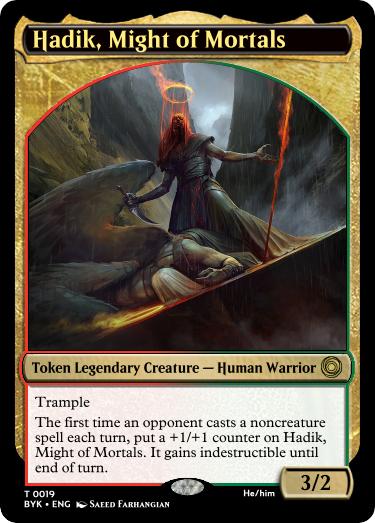 Hadik, Might of Mortals
Token Legendary Creature — Human Warrior
Trample
The first time an opponent casts a noncreature
spell each turn, put a +1/+1 counter on Hadik,
Might of Mortals. It gains indestructible until
end of turn.
3/2
T 0019
He/him
BYK • ENG Saeed Farhangian